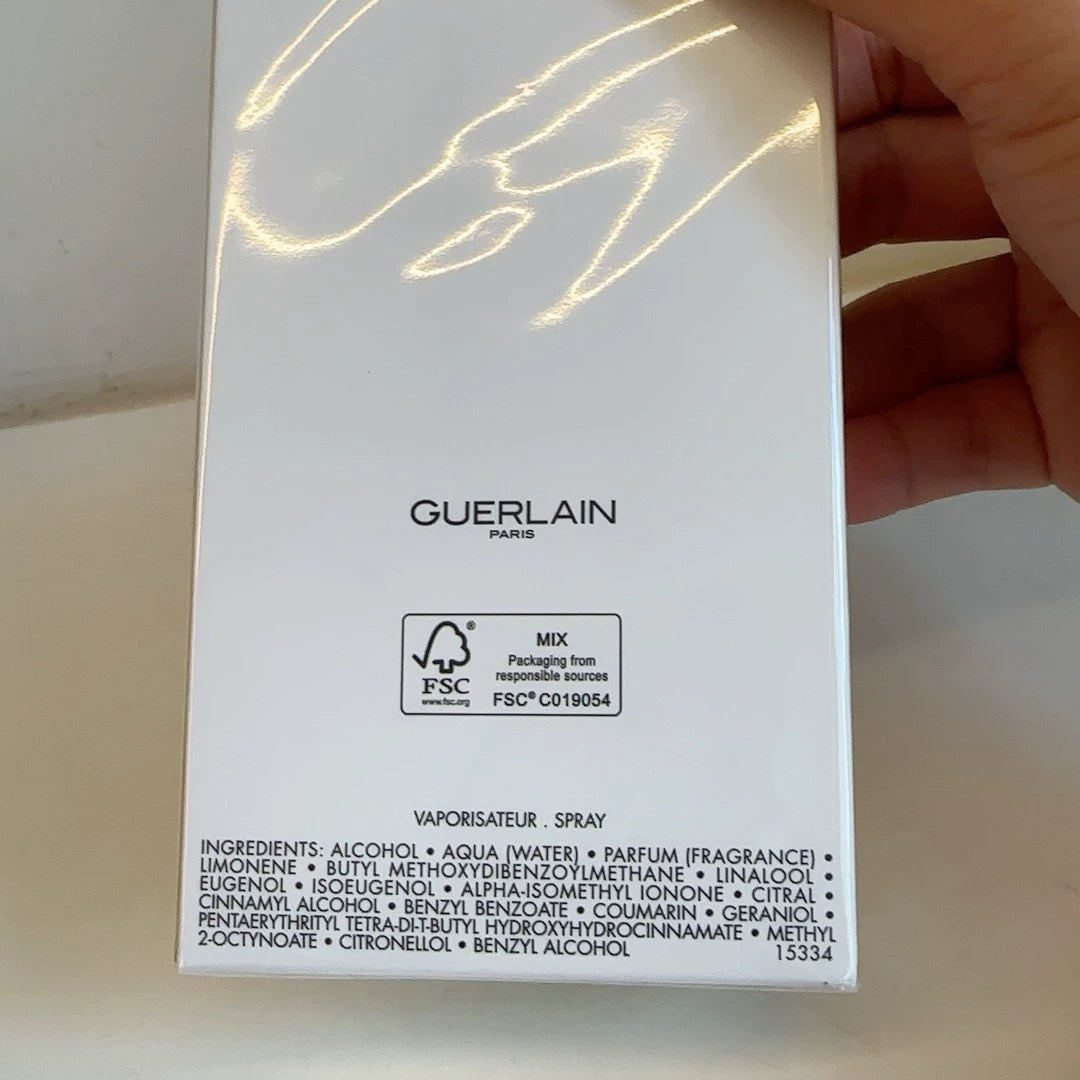 GUERLAIN
PARIS
®
FSC
www.fsc.org
MIX
Packaging from
responsible sources
FSC® C019054
VAPORISATEUR . SPRAY
INGREDIENTS: ALCOHOL • AQUA (WATER) • PARFUM (FRAGRANCE) •
LIMONENE • BUTYL METHOXYDIBENZOYLMETHANE • LINALOOL •
EUGENOL • ISOEUGENOL • ALPHA-ISOMETHYL IONONE • CITRAL •
CINNAMYL ALCOHOL • BENZYL BENZOATE • COUMARIN • GERANIOL •
PENTAERYTHRITYL TETRA-DI-T-BUTYL HYDROXYHYDROCINNAMATE • METHYL
2-OCTYNOATE • CITRONELLOL • BENZYL ALCOHOL 15334